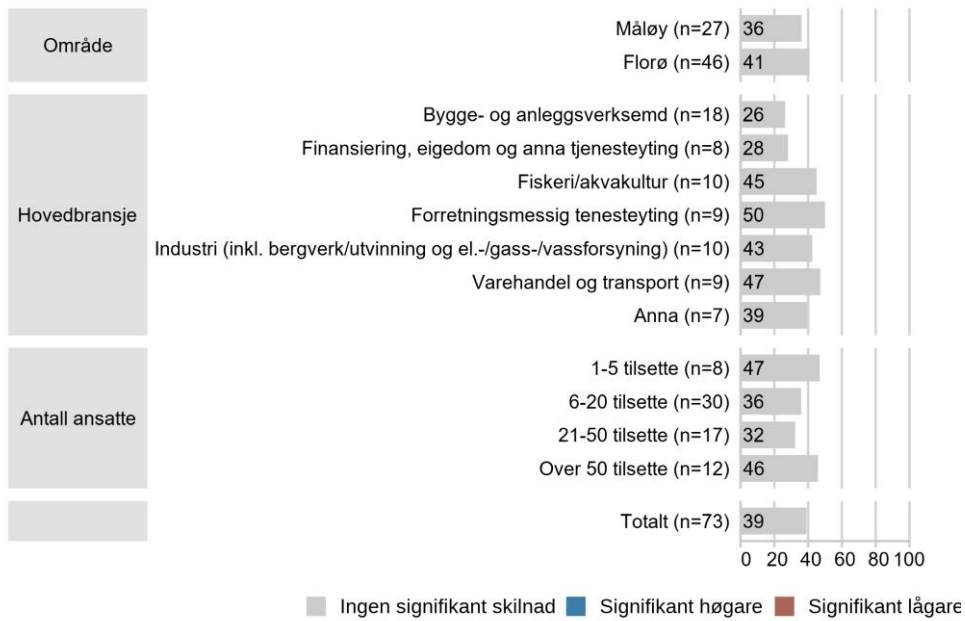 Område
Måløy (n=27) 36
Florø (n=46) 41
Hovedbransje
Bygge- og anleggsverksemd (n=18) 26
Finansiering, eigedom og anna tjenesteyting (n=8) 28
Fiskeri/akvakultur (n=10) 45
Forretningsmessig tenesteyting (n=9) 50
Industri (inkl. bergverk/utvinning og el.-/gass-/vassforsyning) (n=10) 43
Varehandel og transport (n=9) 47
Anna (n=7) 39
Antall ansatte
1-5 tilsette (n=8) 47
6-20 tilsette (n=30) 36
21-50 tilsette (n=17) 32
Over 50 tilsette (n=12) 46
Totalt (n=73) 39
0 20 40 60 80 100
Ingen signifikant skilnad Signifikant høgare Signifikant lågare